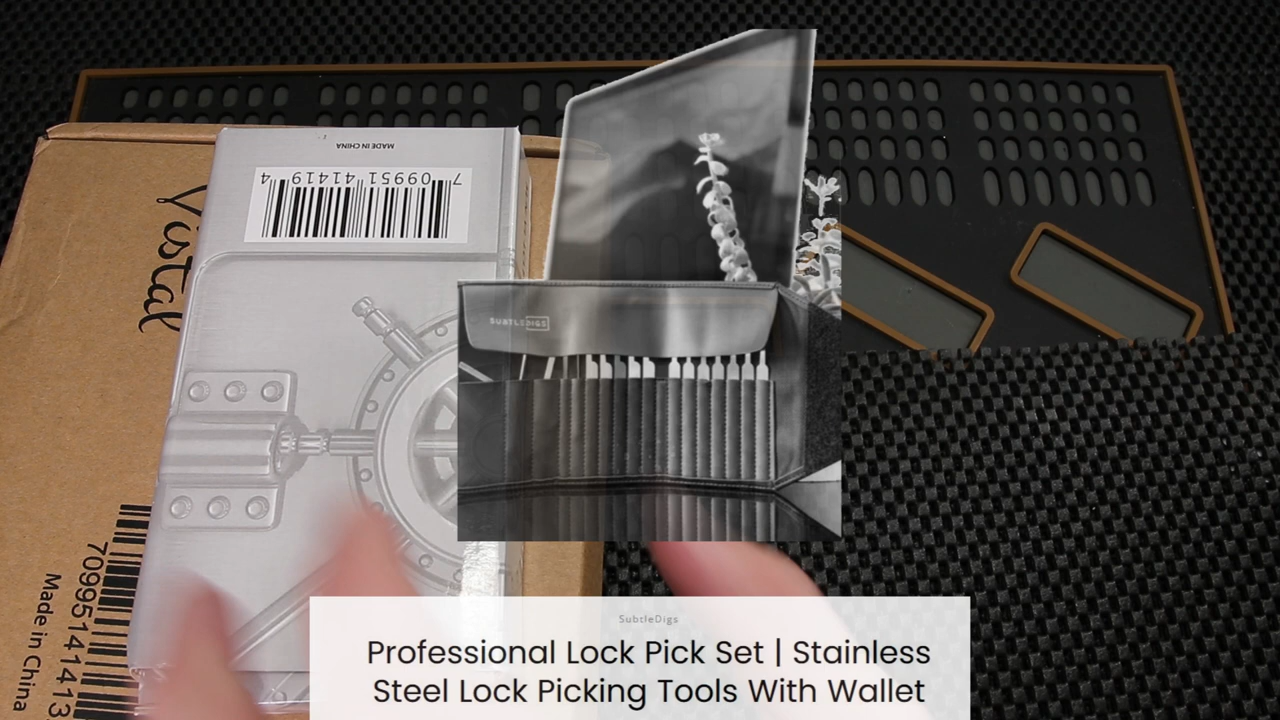 MADE IN CHINA
7 09951 41419 4
Vistal
SUBTLEDIGS
7099514141413
Made in China
SubtleDigs
Professional Lock Pick Set | Stainless
Steel Lock Picking Tools With Wallet